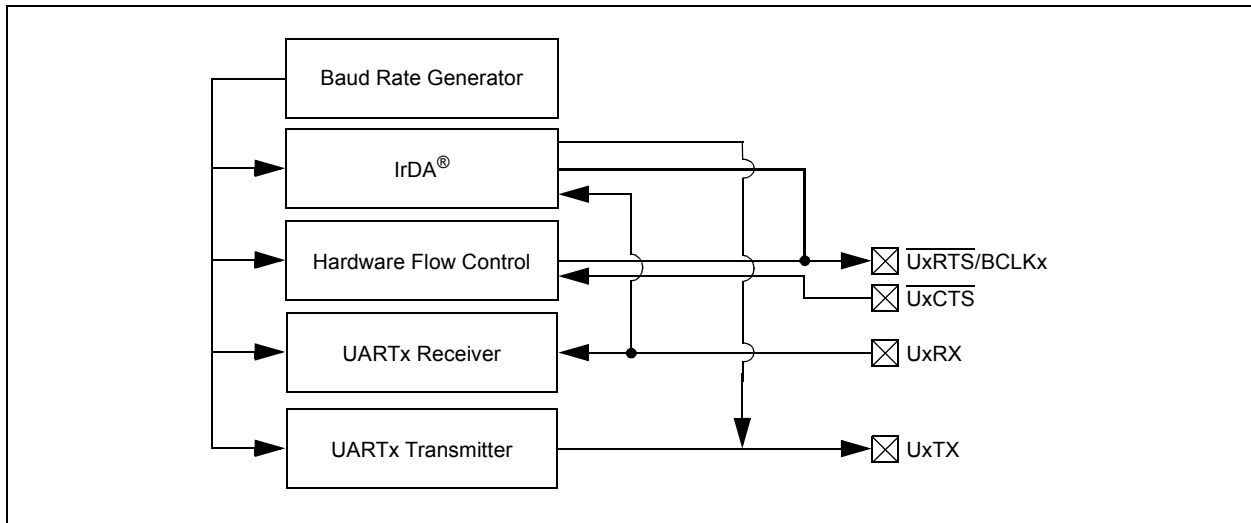 Baud Rate Generator
IrDA®
Hardware Flow Control
UxRTS/BCLKx
UxCTS
UARTx Receiver
UxRX
UARTx Transmitter
UxTX